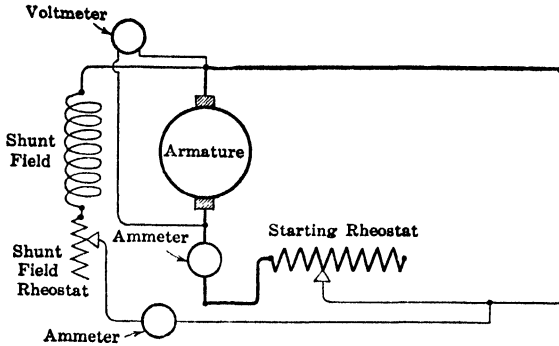 Voltmeter
Shunt
Field
Armature
Ammeter
Starting Rheostat
Shunt
Field
Rheostat
Ammeter